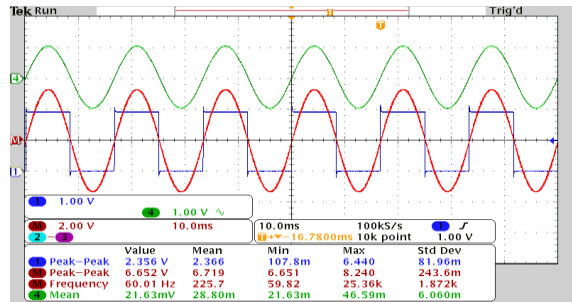 Tek Run Trig'd
T
T
4
M
1
1 1.00 V
4 1.00 V ∿
M 2.00 V 10.0ms
2 - 3
10.0ms 100kS/s 1 ʃ
T→▾−16.7800ms 10k point 1.00 V
Value Mean Min Max Std Dev
1 Peak−Peak 2.356 V 2.366 107.8m 6.440 81.96m
M Peak−Peak 6.652 V 6.719 6.651 8.240 243.6m
M Frequency 60.01 Hz 225.7 59.82 25.36k 1.872k
4 Mean 21.63mV 28.80m 21.63m 46.59m 6.060m